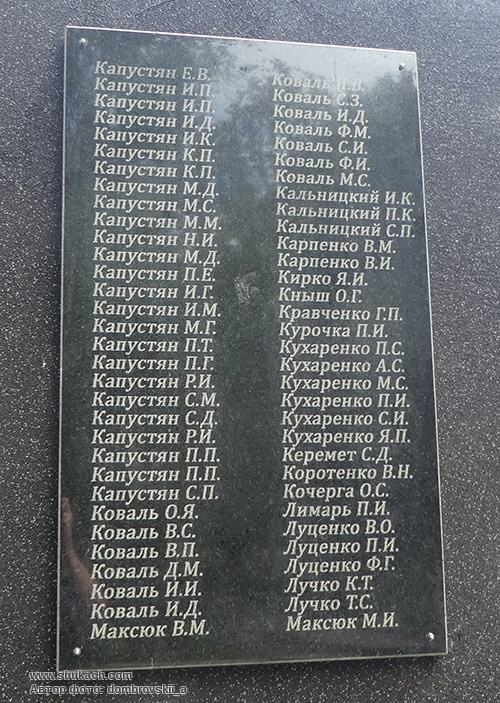 Капустян Е.В.
Капустян И.П.
Капустян И.П.
Капустян И.Д.
Капустян И.К.
Капустян К.П.
Капустян К.П.
Капустян М.Д.
Капустян М.С.
Капустян М.М.
Капустян Н.И.
Капустян М.Д.
Капустян П.Е.
Капустян И.Г.
Капустян И.М.
Капустян М.Г.
Капустян П.Т.
Капустян П.Г.
Капустян Р.И.
Капустян С.М.
Капустян С.Д.
Капустян Р.И.
Капустян П.П.
Капустян П.П.
Капустян С.П.
Коваль О.Я.
Коваль В.С.
Коваль В.П.
Коваль Д.М.
Коваль И.И.
Коваль И.Д.
Максюк В.М.
Коваль
Коваль С.З.
Коваль И.Д.
Коваль Ф.М.
Коваль С.И.
Коваль Ф.И.
Коваль М.С.
Кальницкий И.К.
Кальницкий П.К.
Кальницкий С.П.
Карпенко В.М.
Карпенко В.И.
Кирко Я.И.
Кныш О.Г.
Кравченко Г.П.
Курочка П.И.
Кухаренко П.С.
Кухаренко А.С.
Кухаренко М.С.
Кухаренко П.И.
Кухаренко С.И.
Кухаренко Я.П.
Керемет С.Д.
Коротенко В.Н.
Кочерга О.С.
Лимарь П.И.
Луценко В.О.
Луценко П.И.
Луценко Ф.Г.
Лучко К.Т.
Лучко Т.С.
Максюк М.И.
www.shukach.com
Автор фото: dombrovskii_a